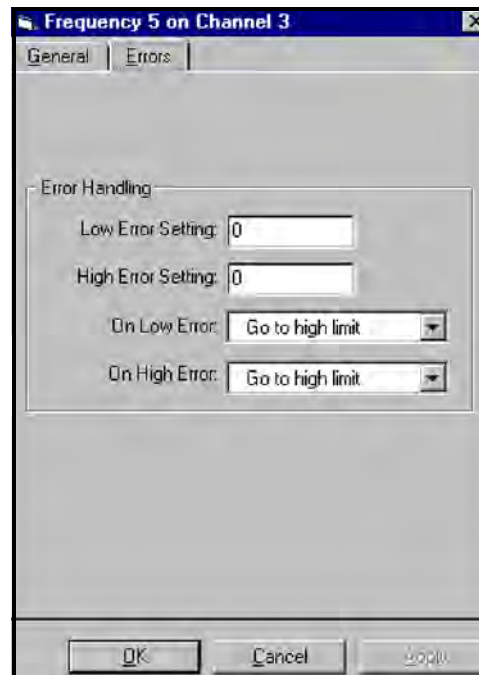 Frequency 5 on Channel 3
General Errors
Error Handling
Low Error Setting: 0
High Error Setting: 0
On Low Error: Go to high limit
On High Error: Go to high limit
OK Cancel Apply